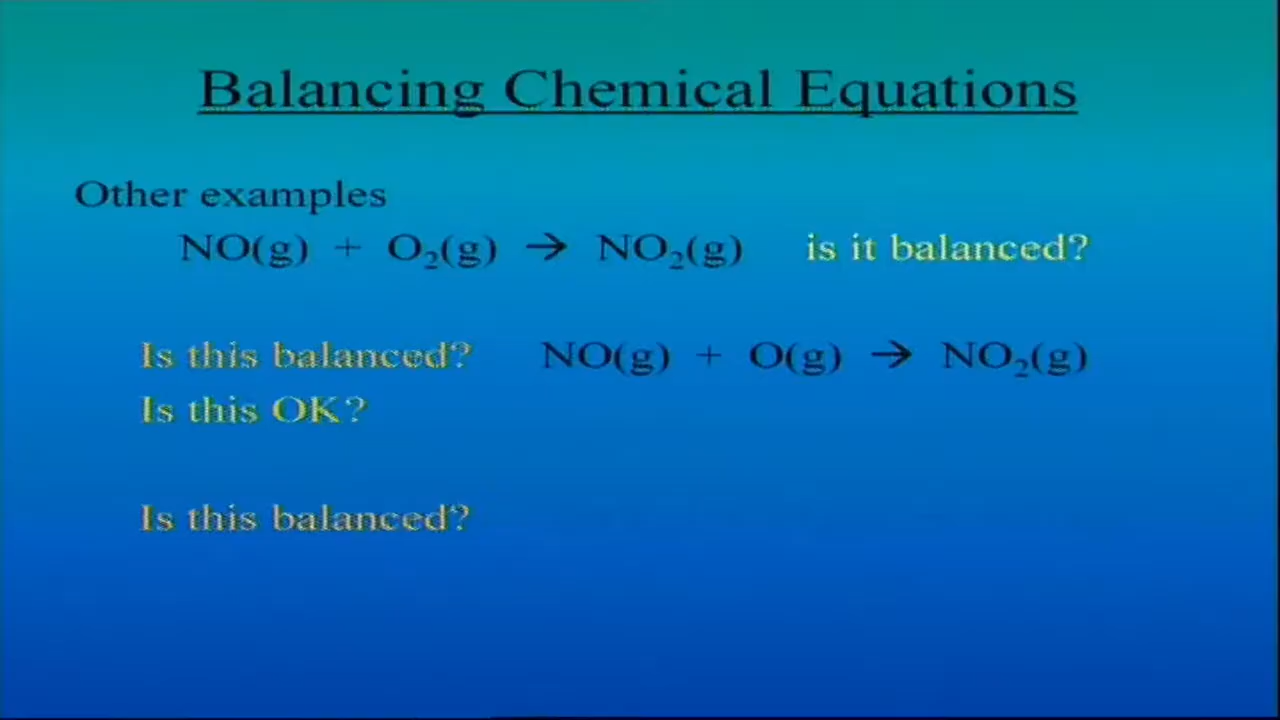 Balancing Chemical Equations
Other examples
NO(g) + O₂(g) → NO₂(g) is it balanced?
Is this balanced? NO(g) + O(g) → NO₂(g)
Is this OK?
Is this balanced?